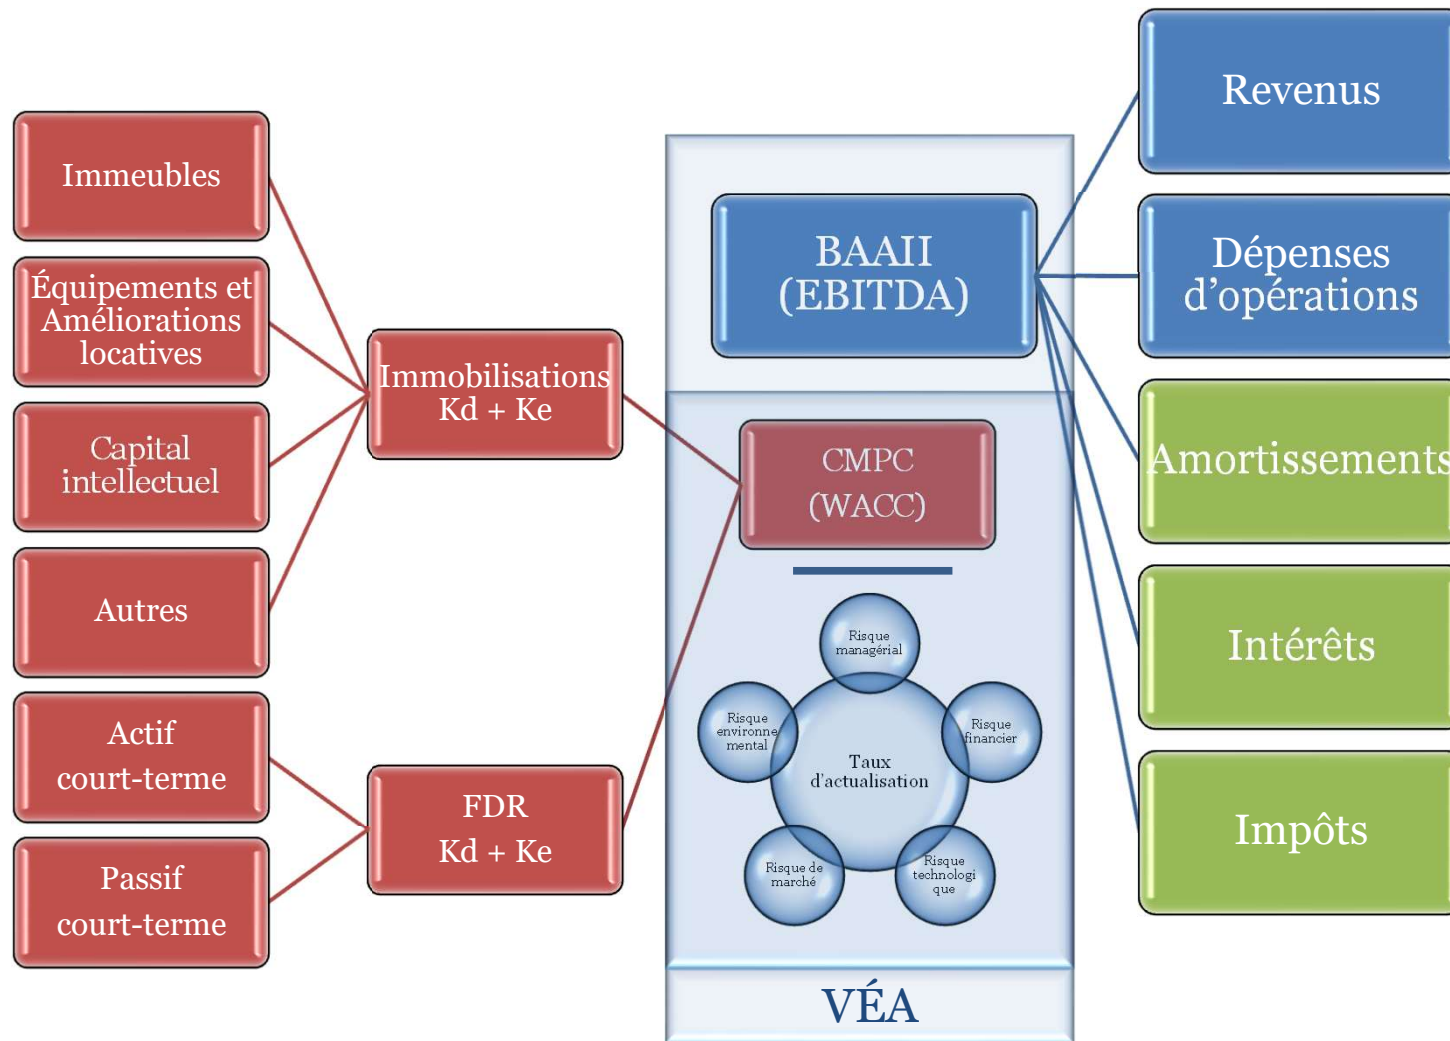 Immeubles
Équipements et
Améliorations
locatives
Capital
intellectuel
Autres
Actif
court-terme
Passif
court-terme
Immobilisations
Kd + Ke
FDR
Kd + Ke
BAAII
(EBITDA)
CMPC
(WACC)
Risque
managérial
Risque
environne
mental
Risque
financier
Taux
d'actualisation
Risque de
marché
Risque
technologi
que
VÉA
Revenus
Dépenses
d’opérations
Amortissements
Intérêts
Impôts